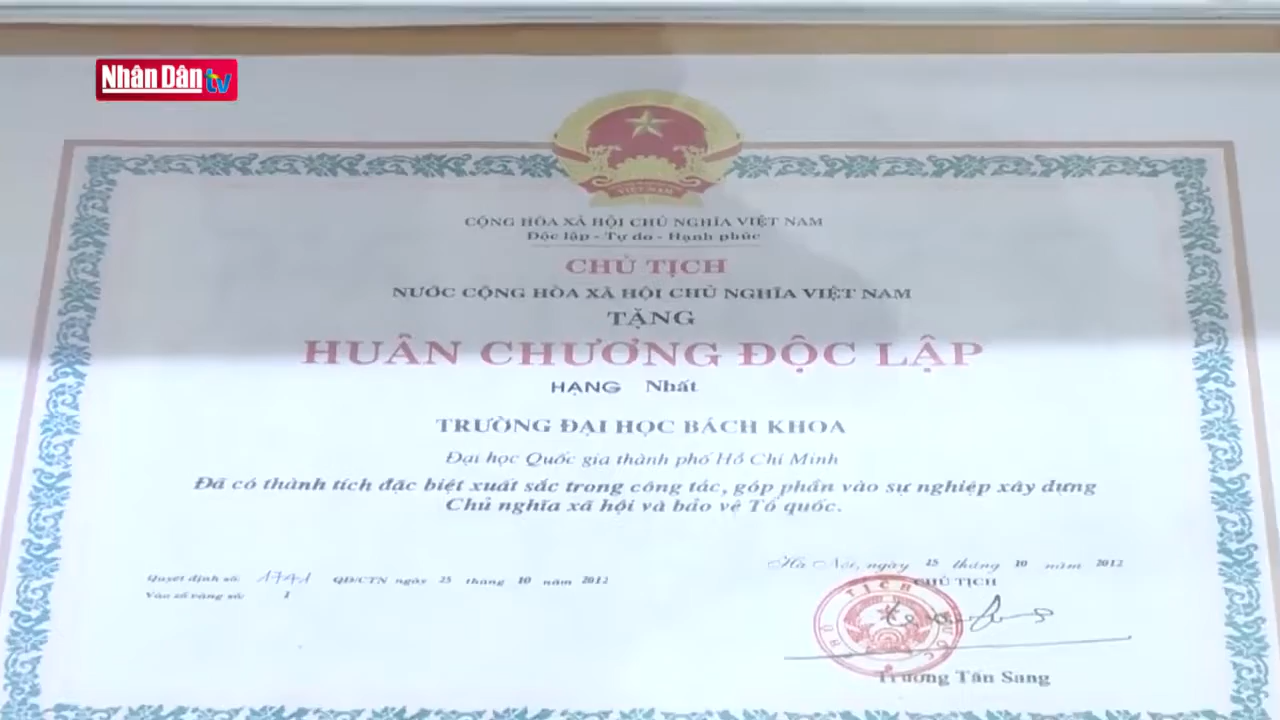 Nhân Dân tv
VIỆT NAM
CỘNG HÒA XÃ HỘI CHỦ NGHĨA VIỆT NAM
Độc lập - Tự do - Hạnh phúc
CHỦ TỊCH
NƯỚC CỘNG HÒA XÃ HỘI CHỦ NGHĨA VIỆT NAM
TẶNG
HUÂN CHƯƠNG ĐỘC LẬP
HẠNG Nhất
TRƯỜNG ĐẠI HỌC BÁCH KHOA
Đại học Quốc gia thành phố Hồ Chí Minh
Đã có thành tích đặc biệt xuất sắc trong công tác, góp phần vào sự nghiệp xây dựng
Chủ nghĩa xã hội và bảo vệ Tổ quốc.
Hà Nội, ngày 25 tháng 10 năm 2012
Quyết định số: 1741 QĐ/CTN ngày 25 tháng 10 năm 2012
Vào sổ vàng số: 1
CHỦ TỊCH
Trương Tấn Sang